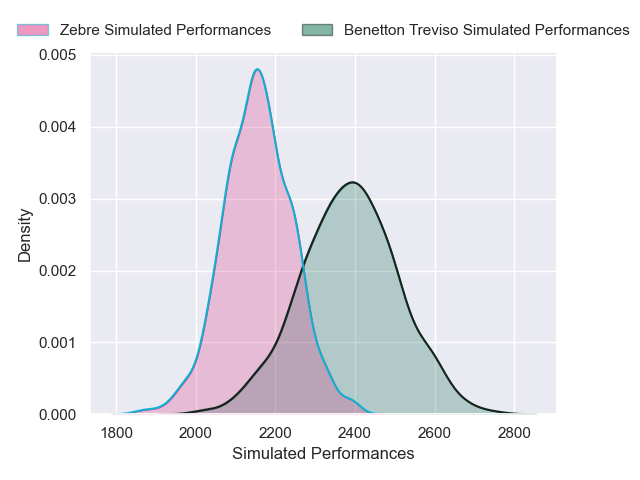 Zebre Simulated Performances
Benetton Treviso Simulated Performances
0.005
0.004
0.003
0.002
0.001
0.000
Density
1800 2000 2200 2400 2600 2800
Simulated Performances